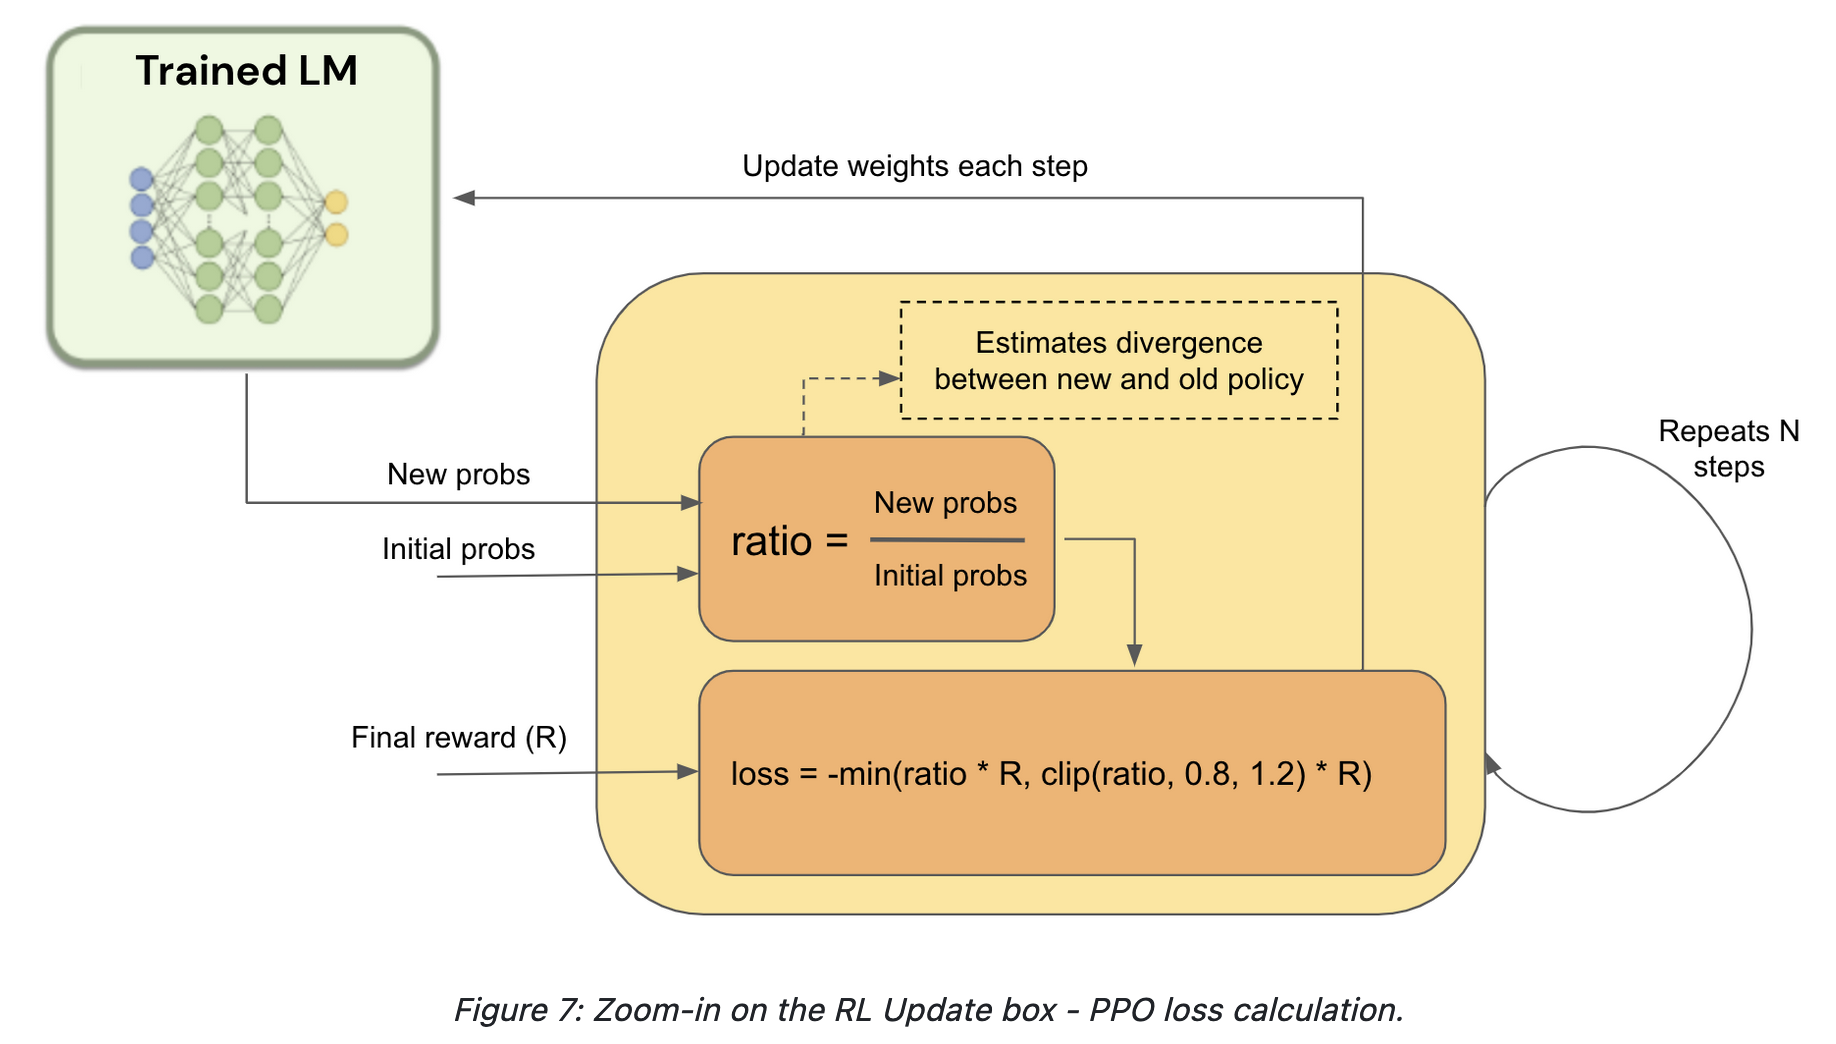 Trained LM
Update weights each step
Estimates divergence
between new and old policy
Repeats N
steps
New probs
Initial probs
ratio =
New probs
Initial probs
Final reward (R)
loss = -min(ratio * R, clip(ratio, 0.8, 1.2) * R)
Figure 7: Zoom-in on the RL Update box - PPO loss calculation.